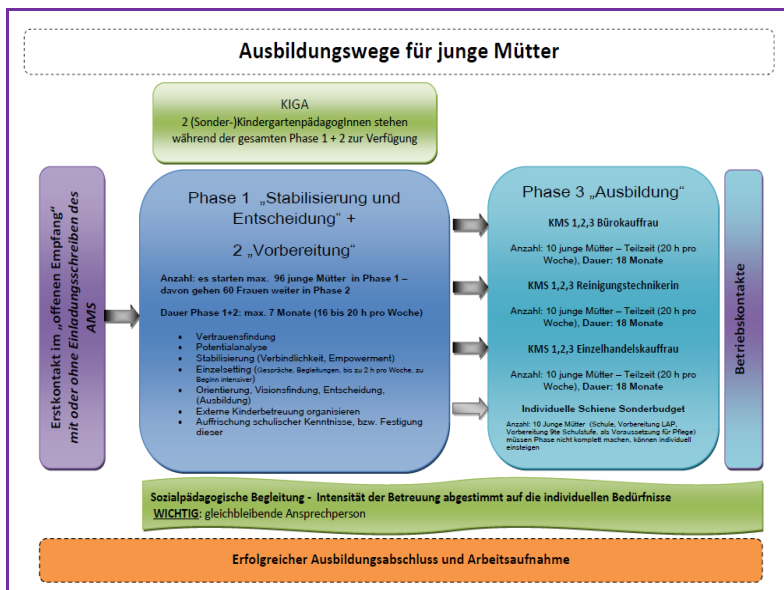 Ausbildungswege für junge Mütter
KIGA
2 (Sonder-)KindergartenpädagogInnen stehen
während der gesamten Phase 1 + 2 zur Verfügung
Erstkontakt im „offenen Empfang“
mit oder ohne Einladungsschreiben des
AMS
Phase 1 „Stabilisierung und
Entscheidung“ +
2 „Vorbereitung“
Anzahl: es starten max. 96 junge Mütter in Phase 1 –
davon gehen 60 Frauen weiter in Phase 2
Dauer Phase 1+2: max. 7 Monate (16 bis 20 h pro Woche)
• Vertrauensfindung
• Potentialanalyse
• Stabilisierung (Verbindlichkeit, Empowerment)
• Einzelsetting (Gespräche, Begleitungen, bis zu 2 h pro Woche, zu
Beginn intensiver)
• Orientierung, Visionsfindung, Entscheidung,
(Ausbildung)
• Externe Kinderbetreuung organisieren
• Auffrischung schulischer Kenntnisse, bzw. Festigung
dieser
Phase 3 „Ausbildung“
KMS 1,2,3 Bürokauffrau
Anzahl: 10 junge Mütter – Teilzeit (20 h pro
Woche), Dauer: 18 Monate
KMS 1,2,3 Reinigungstechnikerin
Anzahl: 10 junge Mütter – Teilzeit (20 h pro
Woche), Dauer: 18 Monate
KMS 1,2,3 Einzelhandelskauffrau
Anzahl: 10 junge Mütter – Teilzeit (20 h pro
Woche), Dauer: 18 Monate
Individuelle Schiene Sonderbudget
Anzahl: 10 Junge Mütter (Schule, Vorbereitung LAP,
Vorbereitung 9te Schulstufe, als Voraussetzung für Pflege)
müssen Phase nicht komplett machen, können individuell
einsteigen
Betriebskontakte
Sozialpädagogische Begleitung - Intensität der Betreuung abgestimmt auf die individuellen Bedürfnisse
WICHTIG: gleichbleibende Ansprechperson
Erfolgreicher Ausbildungsabschluss und Arbeitsaufnahme